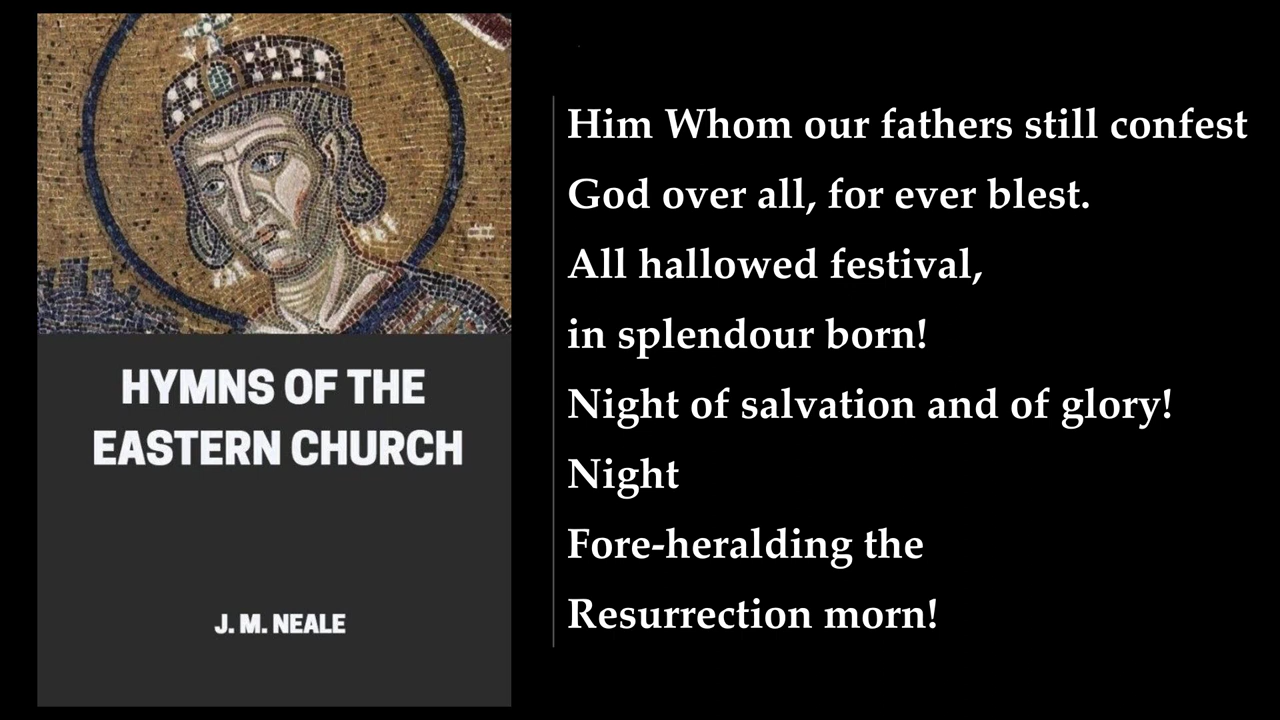 HYMNS OF THE
EASTERN CHURCH
J. M. NEALE
Him Whom our fathers still confest
God over all, for ever blest.
All hallowed festival,
in splendour born!
Night of salvation and of glory!
Night
Fore-heralding the
Resurrection morn!